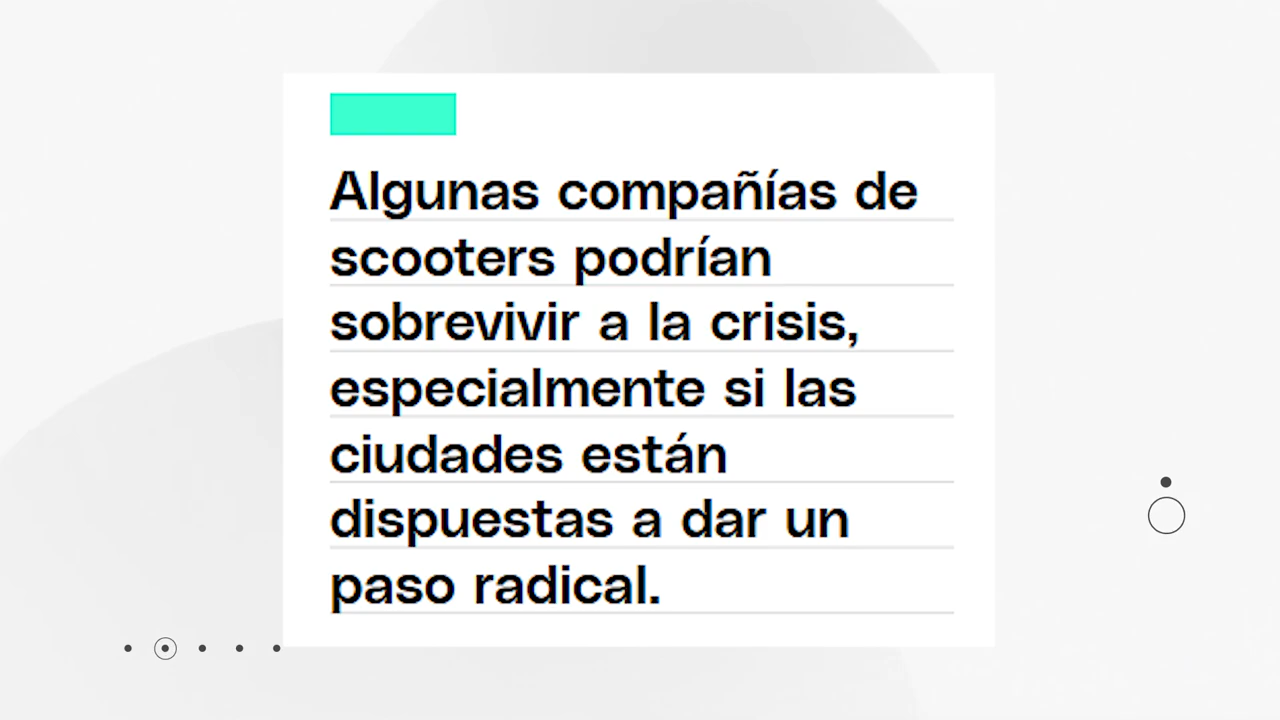 Algunas compañías de
scooters podrían
sobrevivir a la crisis,
especialmente si las
ciudades están
dispuestas a dar un
paso radical.